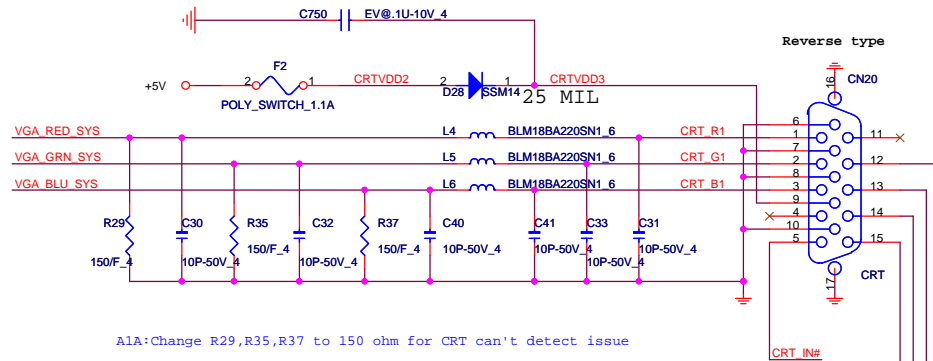 C750 EV@.1U-10V_4
Reverse type
F2
16
CN20
+5V 2 1 CRTVDD2 2 1 CRTVDD3
POLY_SWITCH_1.1A D28 SSM14 25 MIL
VGA_RED_SYS L4 BLM18BA220SN1_6 CRT_R1 6 1 11
VGA_GRN_SYS L5 BLM18BA220SN1_6 CRT_G1 7 2 12
VGA_BLU_SYS L6 BLM18BA220SN1_6 CRT_B1 8 3 13
9 4 14
10 5 15
R29 C30 R35 C32 R37 C40 C41 C33 C31
150/F_4 150/F_4 150/F_4
10P-50V_4 10P-50V_4 10P-50V_4 10P-50V_4 10P-50V_4 10P-50V_4
17
CRT
A1A:Change R29,R35,R37 to 150 ohm for CRT can't detect issue
CRT_IN#